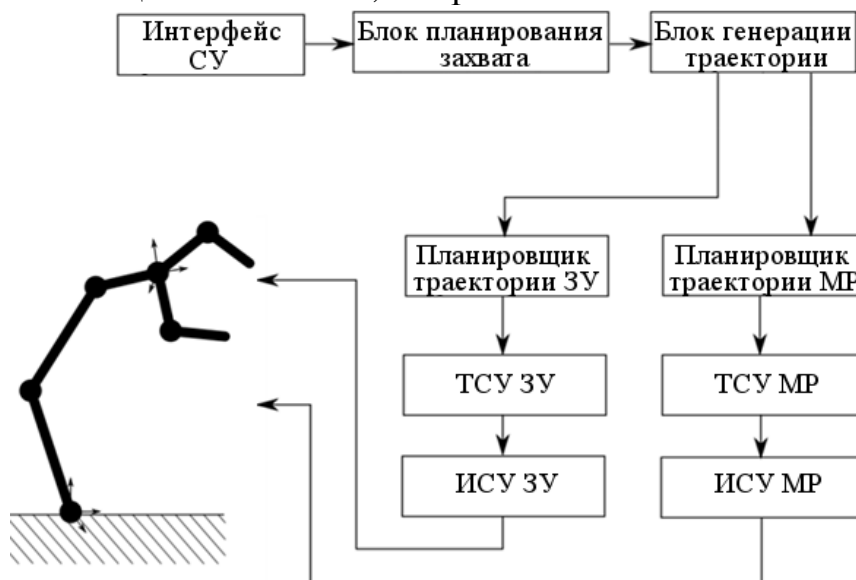 Интерфейс
СУ
Блок планирования
захвата
Блок генерации
траектории
Планировщик
траектории ЗУ
Планировщик
траектории МР
ТСУ ЗУ
ТСУ МР
ИСУ ЗУ
ИСУ МР